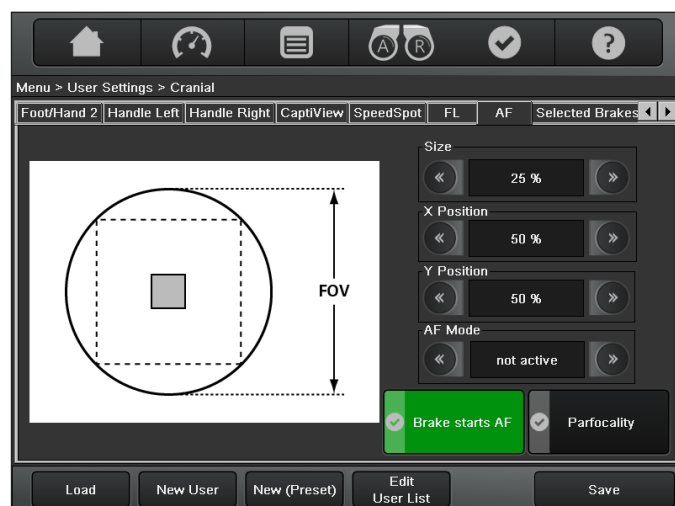 A R ?
Menu > User Settings > Cranial
Foot/Hand 2 Handle Left Handle Right CaptiView SpeedSpot FL AF Selected Brakes
Size
25 %
X Position
50 %
Y Position
50 %
AF Mode
not active
FOV
Brake starts AF Parfocality
Load New User New (Preset) Edit User List Save